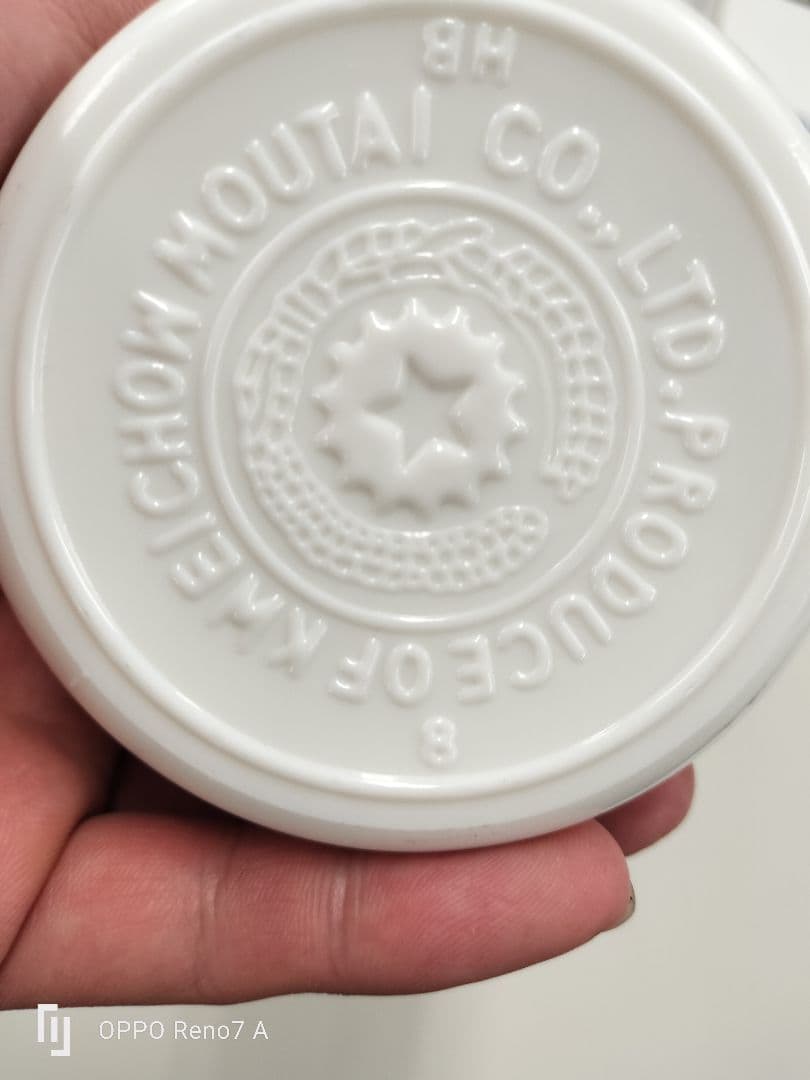 HB
PRODUCE OF KWEICHOW MOUTAI CO., LTD.
8
OPPO Reno7 A